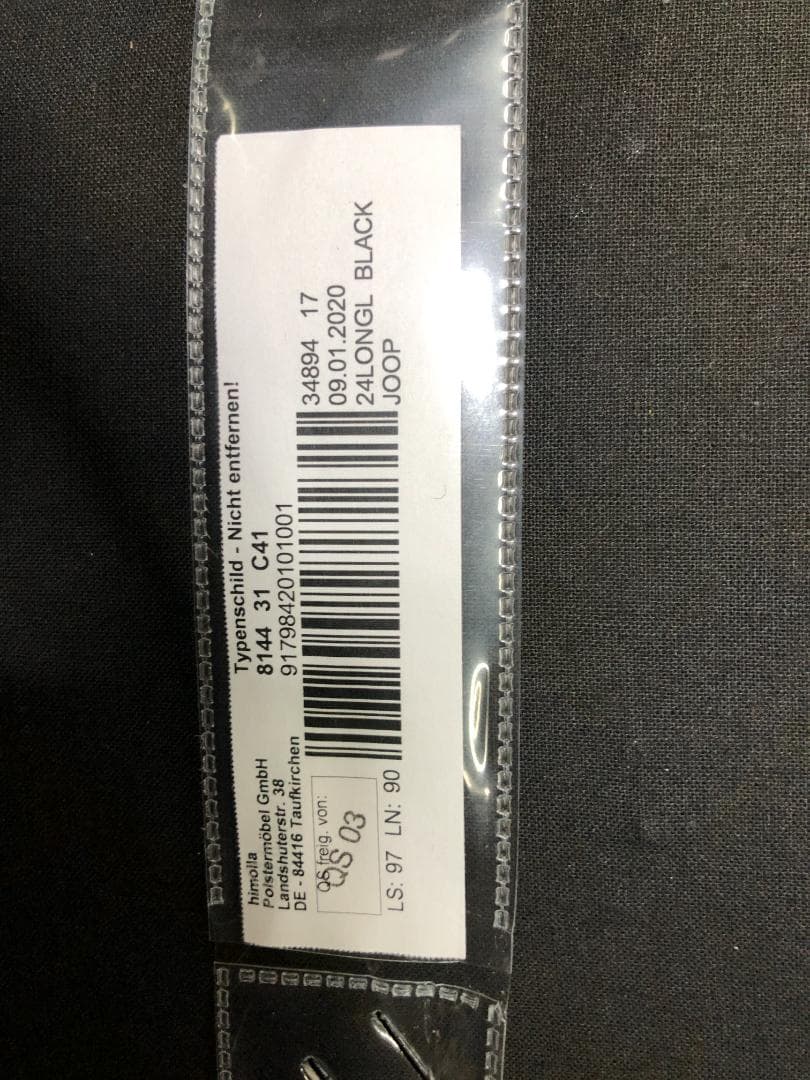 himolla
Polstermöbel GmbH
Landshuterstr. 38
DE - 84416 Taufkirchen
QS freig. von:
QS 03
LS: 97 LN: 90
Typenschild - Nicht entfernen!
8144 31 C41
91798420101001
34894 17
09.01.2020
24LONGL BLACK
JOOP